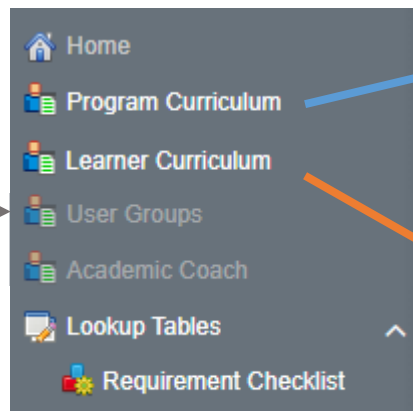 Home
Program Curriculum
Learner Curriculum
User Groups
Academic Coach
Lookup Tables
Requirement Checklist